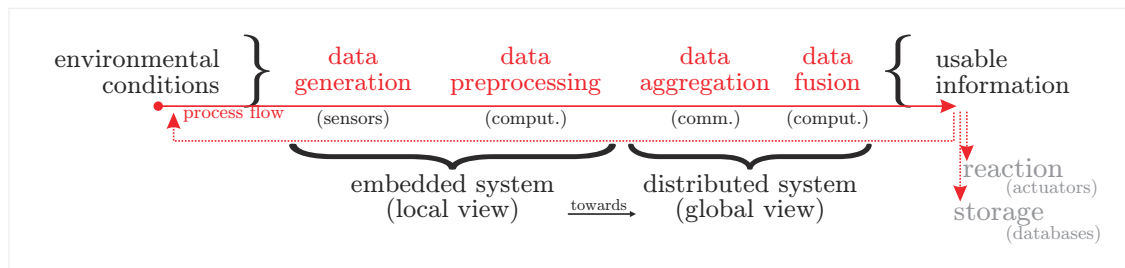 environmental
conditions
data
generation
data
preprocessing
data
aggregation
data
fusion
usable
information
process flow
(sensors)
(comput.)
(comm.)
(comput.)
embedded system
(local view)
towards
distributed system
(global view)
reaction
(actuators)
storage
(databases)